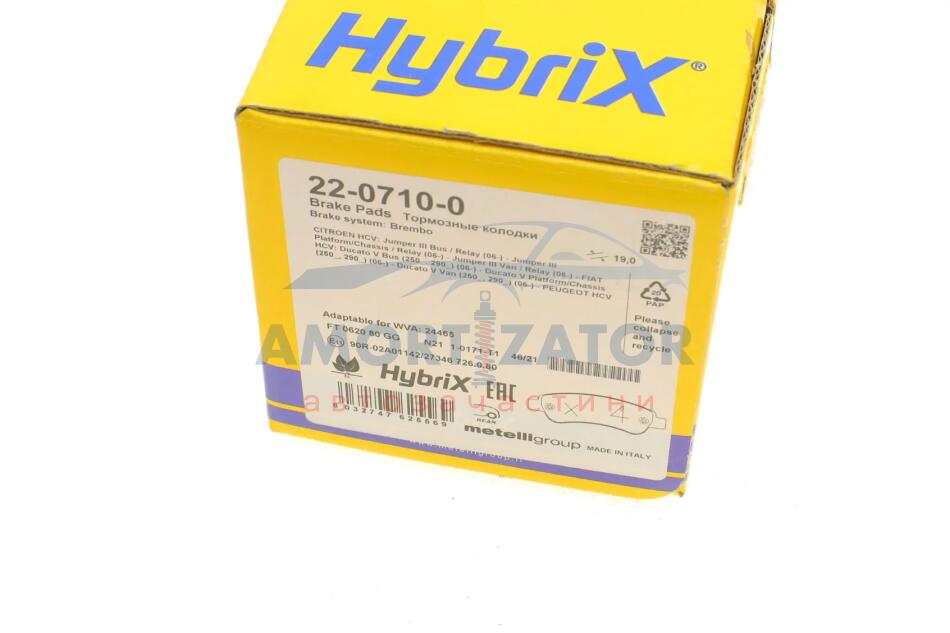 HybriX®
22-0710-0
Brake Pads Тормозные колодки
Brake system: Brembo
CITROEN HCV: Jumper III Bus / Relay (06-) - Jumper III
Platform/Chassis / Relay (06-) - Jumper III Van / Relay (06-) - FIAT
HCV: Ducato V Bus (250_, 290_) (06-) - Ducato V Platform/Chassis
(250_, 290_) (06-) - Ducato V Van (250_, 290_) (06-) - PEUGEOT HCV
19,0
20
PAP
Please
collapse
and
recycle
Adaptable for WVA: 24465
FT 0620 80 GG N21 1-0171-11 46/21
90R-02A01142/27346 726.0.80
AMORTIZATOR
HybriX EAC
автозапчастини
032747 626569
REAR
metelligroup MADE IN ITALY